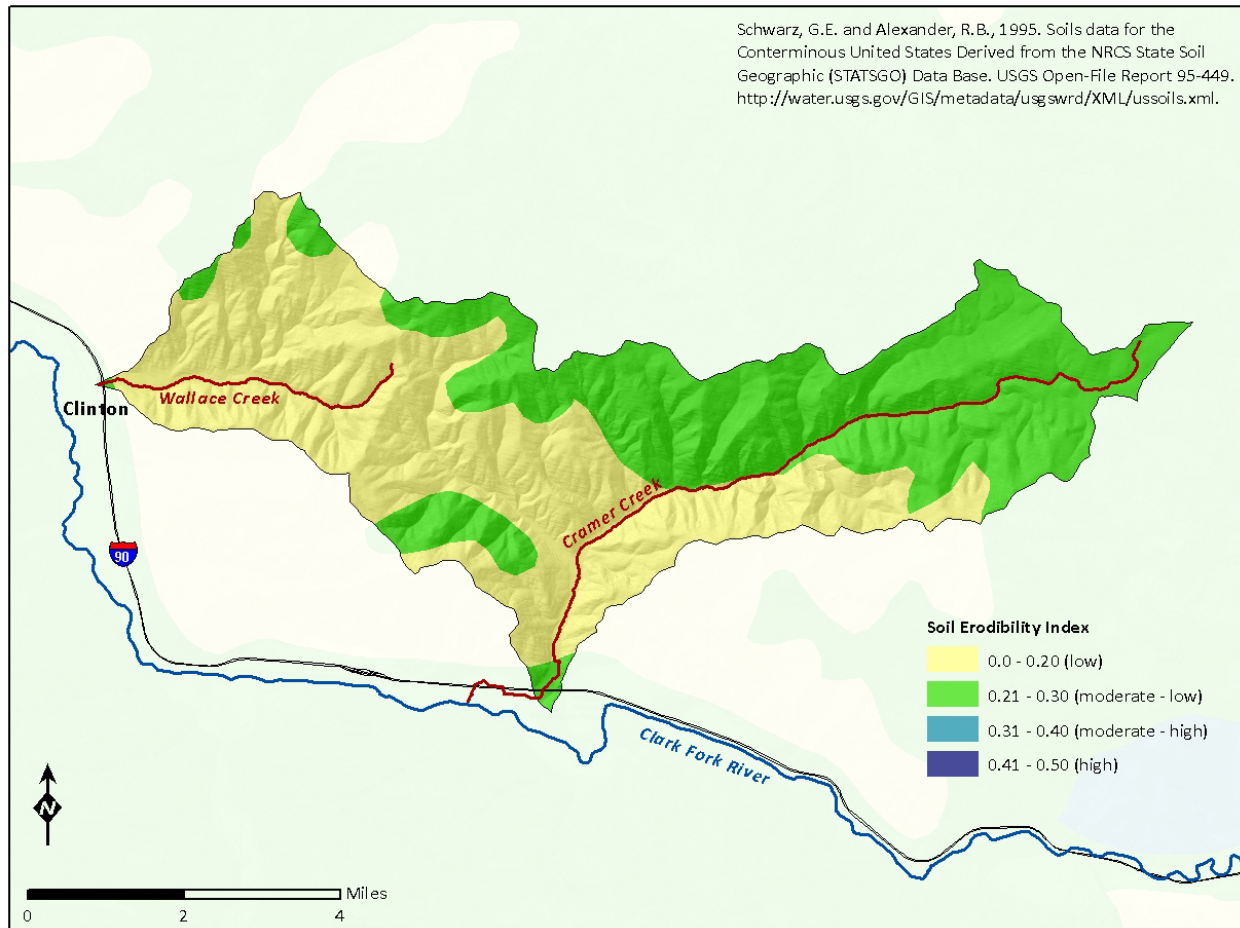 Schwarz, G.E. and Alexander, R.B., 1995. Soils data for the
Conterminous United States Derived from the NRCS State Soil
Geographic (STATSGO) Data Base. USGS Open-File Report 95-449.
http://water.usgs.gov/GIS/metadata/usgswrd/XML/ussoils.xml.
Clinton
Wallace Creek
Cramer Creek
90
Clark Fork River
Soil Erodibility Index
0.0 - 0.20 (low)
0.21 - 0.30 (moderate - low)
0.31 - 0.40 (moderate - high)
0.41 - 0.50 (high)
N
Miles
0 2 4